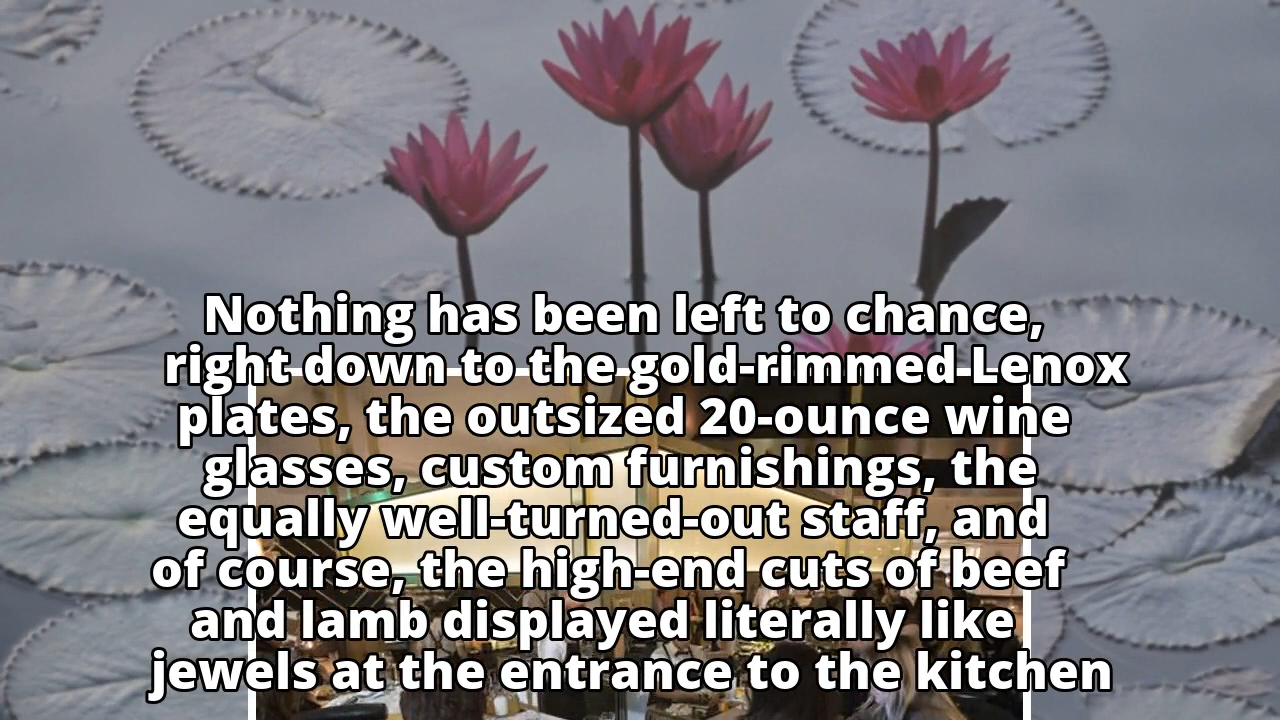 Nothing has been left to chance,
right down to the gold-rimmed Lenox
plates, the outsized 20-ounce wine
glasses, custom furnishings, the
equally well-turned-out staff, and
of course, the high-end cuts of beef
and lamb displayed literally like
jewels at the entrance to the kitchen